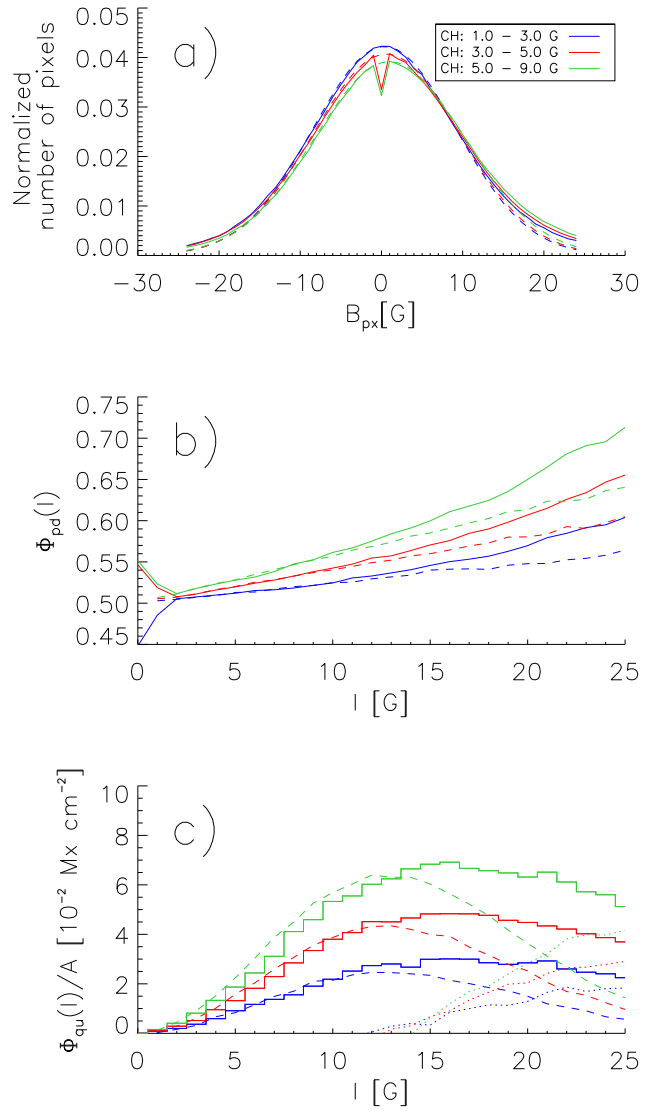 a)
CH: 1.0 − 3.0 G
CH: 3.0 − 5.0 G
CH: 5.0 − 9.0 G
Normalized
number of pixels
0.05
0.04
0.03
0.02
0.01
0.00
−30 −20 −10 0 10 20 30
B_px[G]
b)
Φ_pd(I)
0.75
0.70
0.65
0.60
0.55
0.50
0.45
0 5 10 15 20 25
I [G]
c)
Φ_qu(I)/A [10⁻² Mx cm⁻²]
10
8
6
4
2
0
0 5 10 15 20 25
I [G]